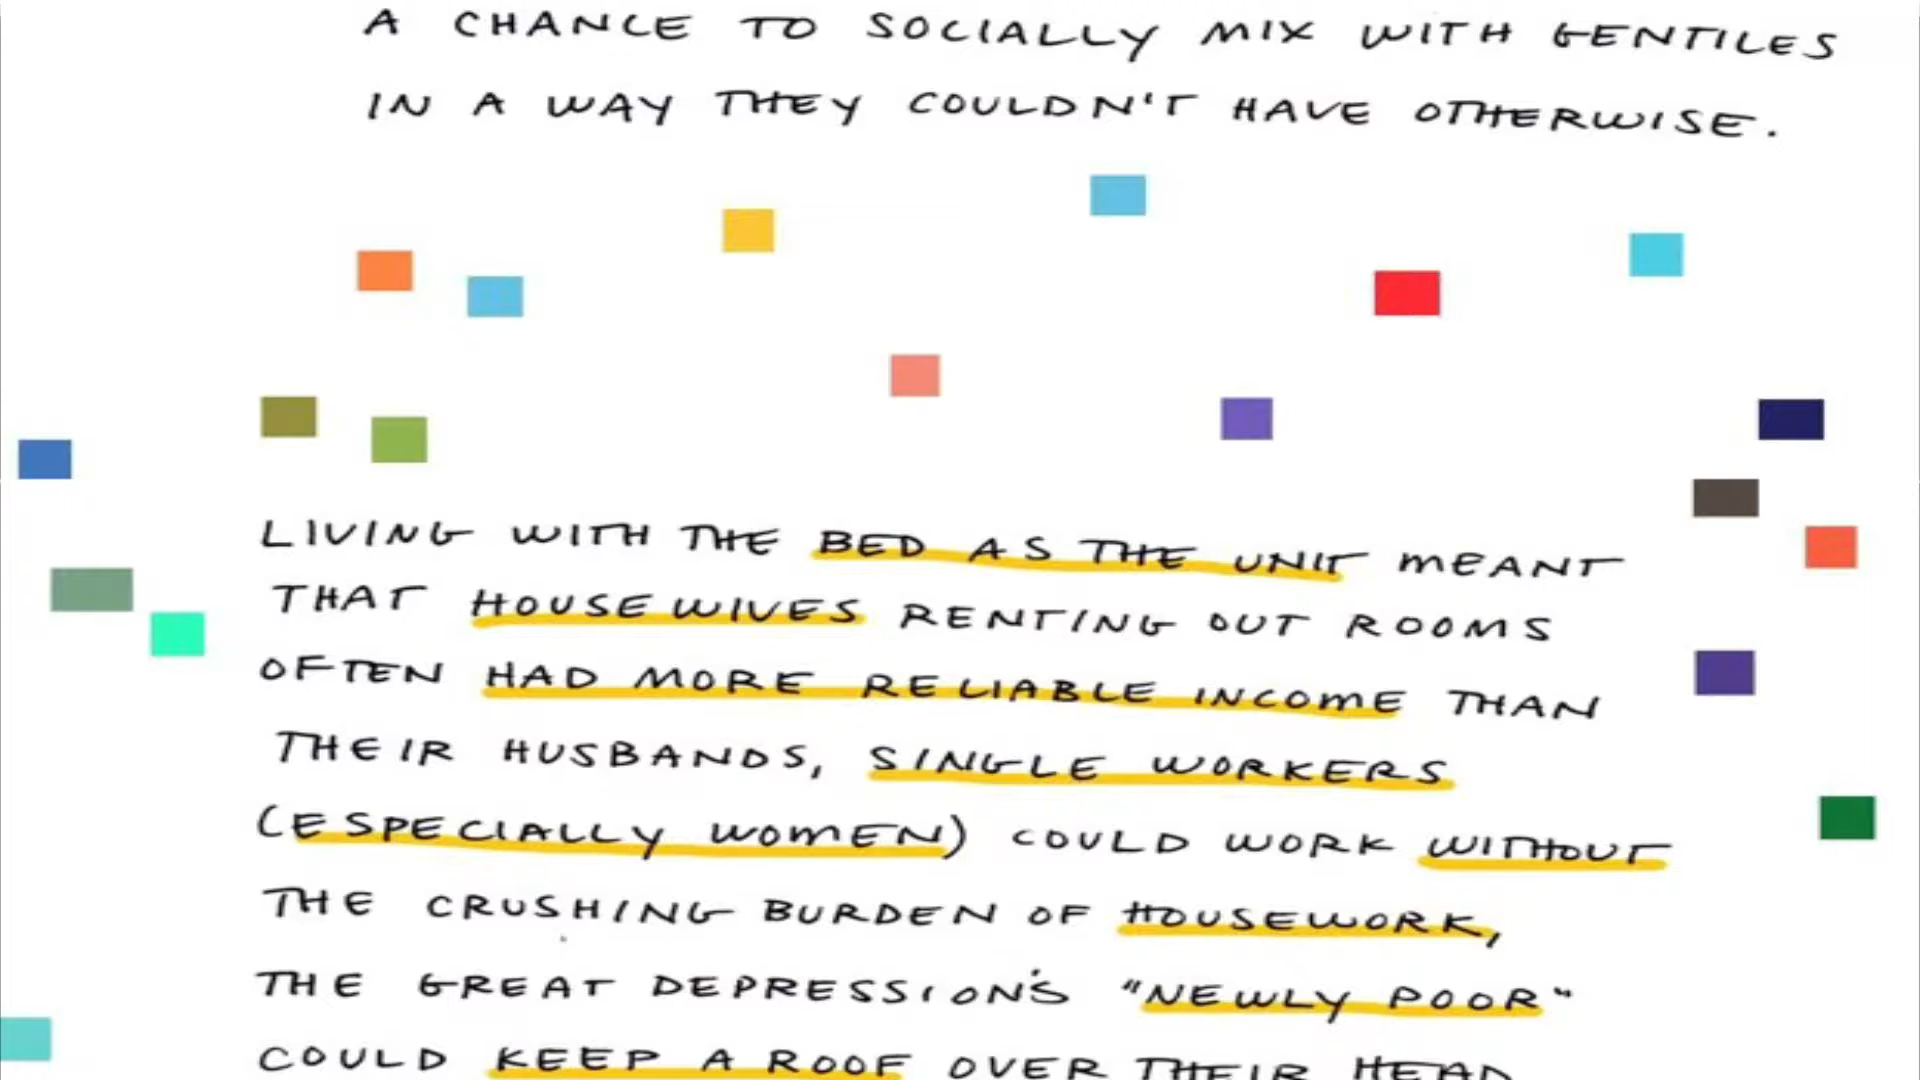 A CHANCE TO SOCIALLY MIX WITH GENTILES
IN A WAY THEY COULDN'T HAVE OTHERWISE.
LIVING WITH THE BED AS THE UNIT MEANT
THAT HOUSEWIVES RENTING OUT ROOMS
OFTEN HAD MORE RELIABLE INCOME THAN
THEIR HUSBANDS, SINGLE WORKERS
(ESPECIALLY WOMEN) COULD WORK WITHOUT
THE CRUSHING BURDEN OF HOUSEWORK,
THE GREAT DEPRESSION'S "NEWLY POOR"
COULD KEEP A ROOF OVER THEIR HEAD